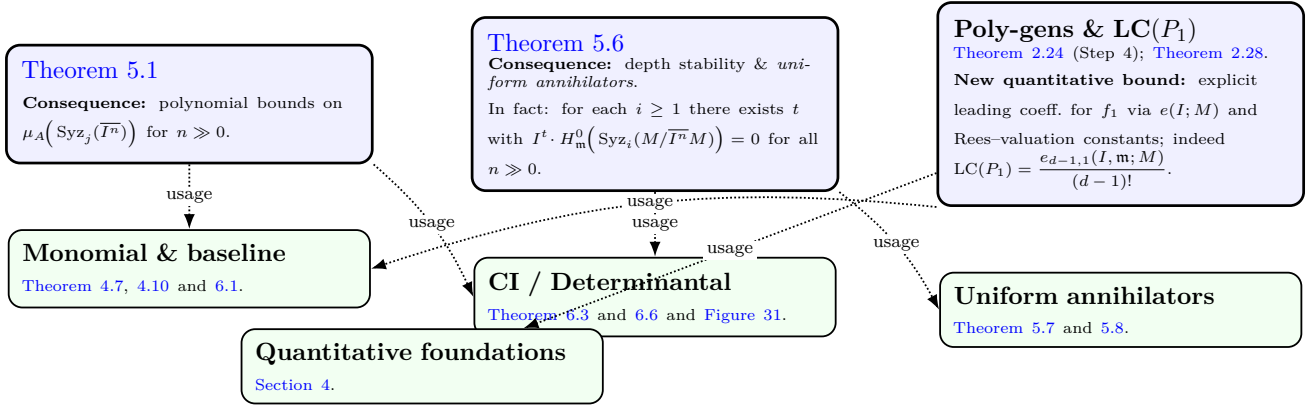 Theorem 5.1
Consequence: polynomial bounds on
μ_A(Syz_j(\overline{I^n})) for n ≫ 0.
Theorem 5.6
Consequence: depth stability & uni-
form annihilators.
In fact: for each i ≥ 1 there exists t
with I^t · H^0_𝔪(Syz_i(M/\overline{I^n}M)) = 0 for all
n ≫ 0.
Poly-gens & LC(P_1)
Theorem 2.24 (Step 4); Theorem 2.28.
New quantitative bound: explicit
leading coeff. for f_1 via e(I; M) and
Rees–valuation constants; indeed
LC(P_1) = \frac{e_{d−1,1}(I, 𝔪; M)}{(d − 1)!}.
usage
usage
usage
usage
usage
usage
Monomial & baseline
Theorem 4.7, 4.10 and 6.1.
CI / Determinantal
Theorem 6.3 and 6.6 and Figure 31.
Uniform annihilators
Theorem 5.7 and 5.8.
Quantitative foundations
Section 4.